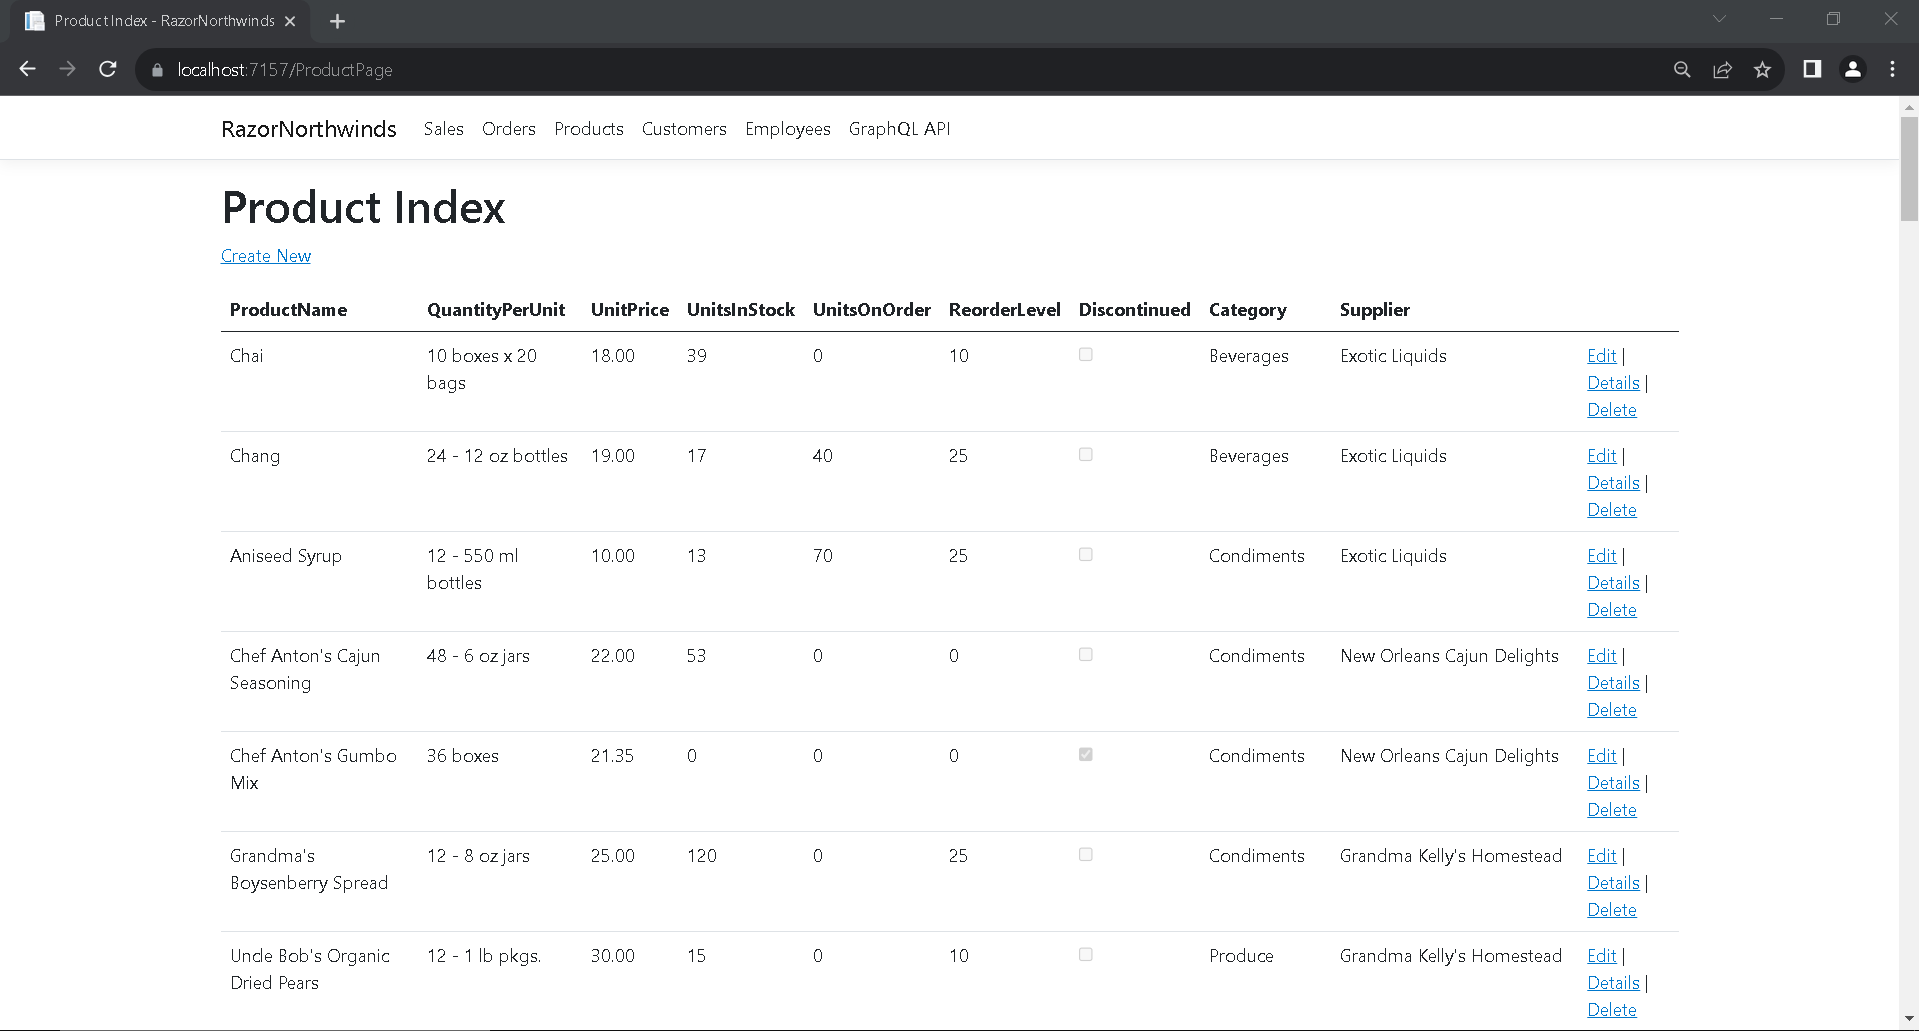 Product Index - RazorNorthwinds
localhost:7157/ProductPage
RazorNorthwinds Sales Orders Products Customers Employees GraphQL API
Product Index
Create New
ProductName QuantityPerUnit UnitPrice UnitsInStock UnitsOnOrder ReorderLevel Discontinued Category Supplier
Chai 10 boxes x 20 18.00 39 0 10 Beverages Exotic Liquids Edit |
bags Details |
Delete
Chang 24 - 12 oz bottles 19.00 17 40 25 Beverages Exotic Liquids Edit |
Details |
Delete
Aniseed Syrup 12 - 550 ml 10.00 13 70 25 Condiments Exotic Liquids Edit |
bottles Details |
Delete
Chef Anton's Cajun 48 - 6 oz jars 22.00 53 0 0 Condiments New Orleans Cajun Delights Edit |
Seasoning Details |
Delete
Chef Anton's Gumbo 36 boxes 21.35 0 0 0 Condiments New Orleans Cajun Delights Edit |
Mix Details |
Delete
Grandma's 12 - 8 oz jars 25.00 120 0 25 Condiments Grandma Kelly's Homestead Edit |
Boysenberry Spread Details |
Delete
Uncle Bob's Organic 12 - 1 lb pkgs. 30.00 15 0 10 Produce Grandma Kelly's Homestead Edit |
Dried Pears Details |
Delete